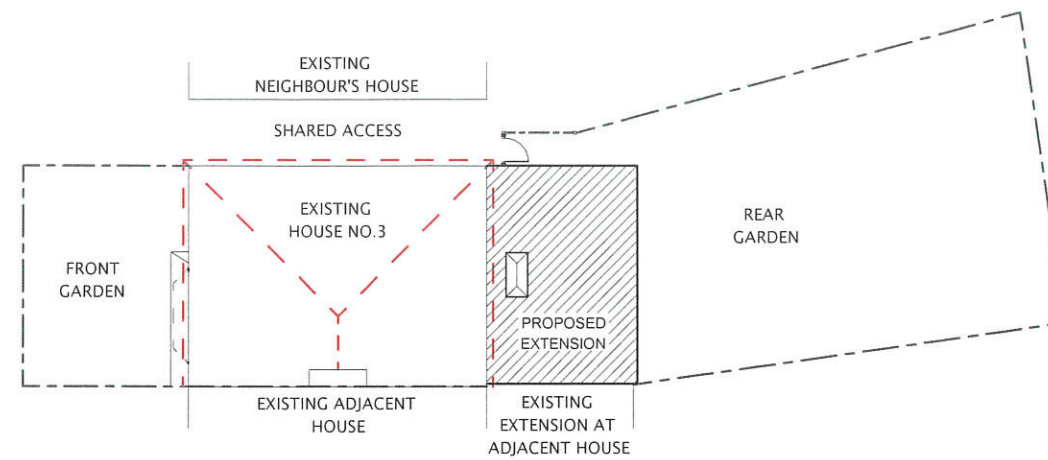 EXISTING
NEIGHBOUR'S HOUSE
SHARED ACCESS
EXISTING
HOUSE NO.3
FRONT
GARDEN
REAR
GARDEN
PROPOSED
EXTENSION
EXISTING ADJACENT
HOUSE
EXISTING
EXTENSION AT
ADJACENT HOUSE